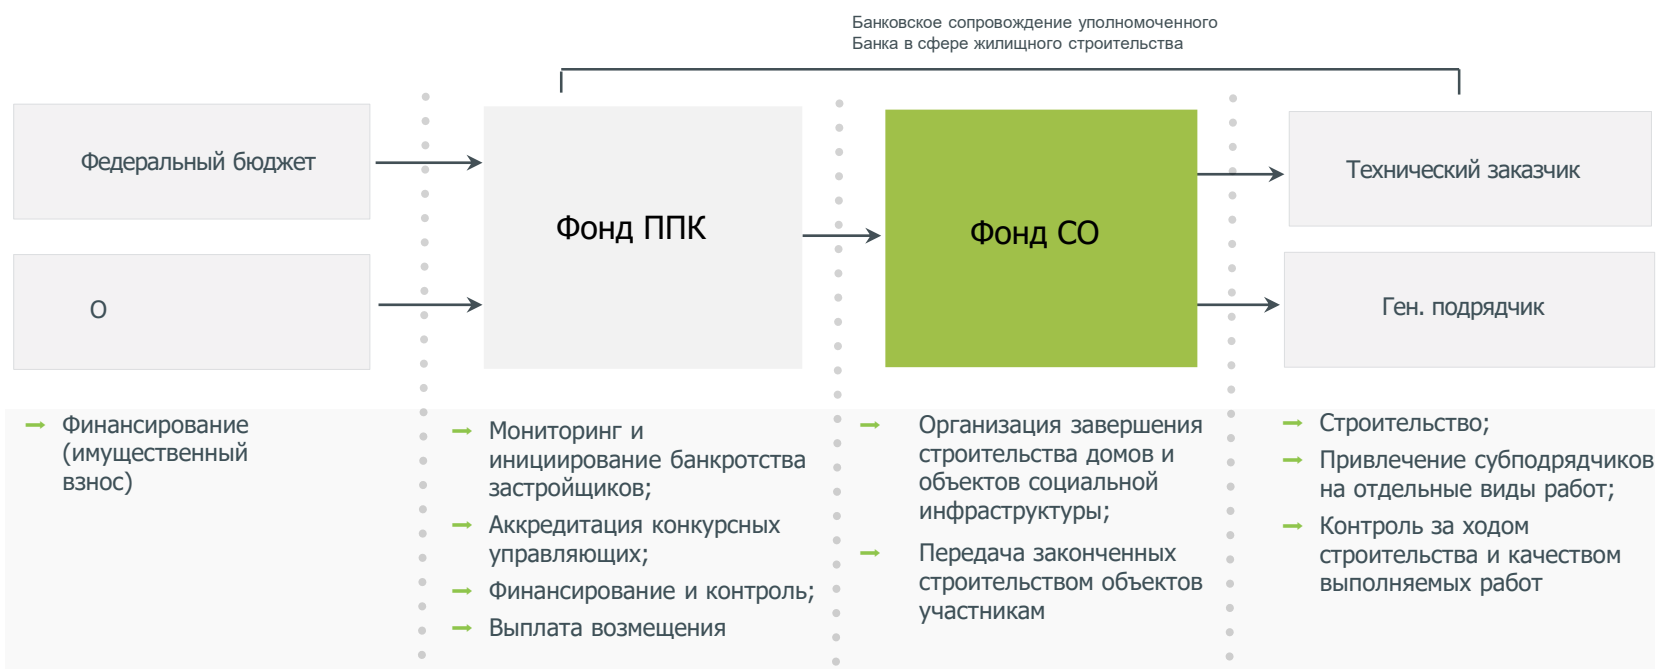 Банковское сопровождение уполномоченного
Банка в сфере жилищного строительства
Федеральный бюджет
О
Фонд ППК
Фонд СО
Технический заказчик
Ген. подрядчик
Финансирование
(имущественный
взнос)
Мониторинг и
инициирование банкротства
застройщиков;
Аккредитация конкурсных
управляющих;
Финансирование и контроль;
Выплата возмещения
Организация завершения
строительства домов и
объектов социальной
инфраструктуры;
Передача законченных
строительством объектов
участникам
Строительство;
Привлечение субподрядчиков
на отдельные виды работ;
Контроль за ходом
строительства и качеством
выполняемых работ